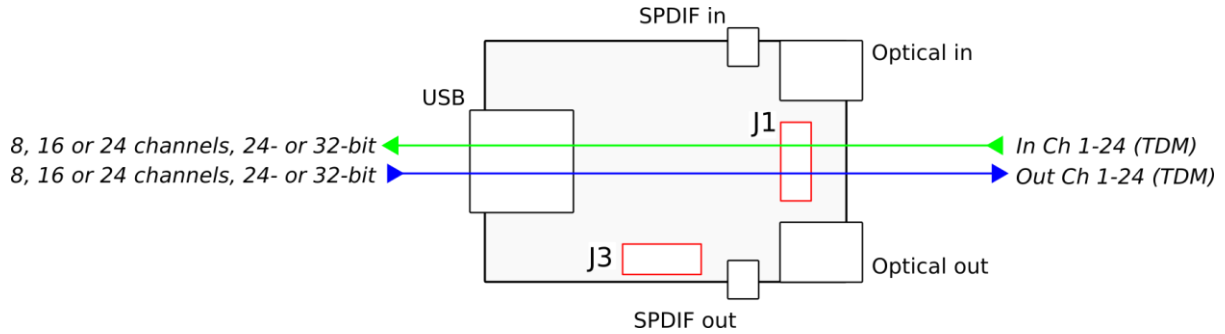 SPDIF in
Optical in
USB
J1
8, 16 or 24 channels, 24- or 32-bit
In Ch 1-24 (TDM)
8, 16 or 24 channels, 24- or 32-bit
Out Ch 1-24 (TDM)
J3
Optical out
SPDIF out